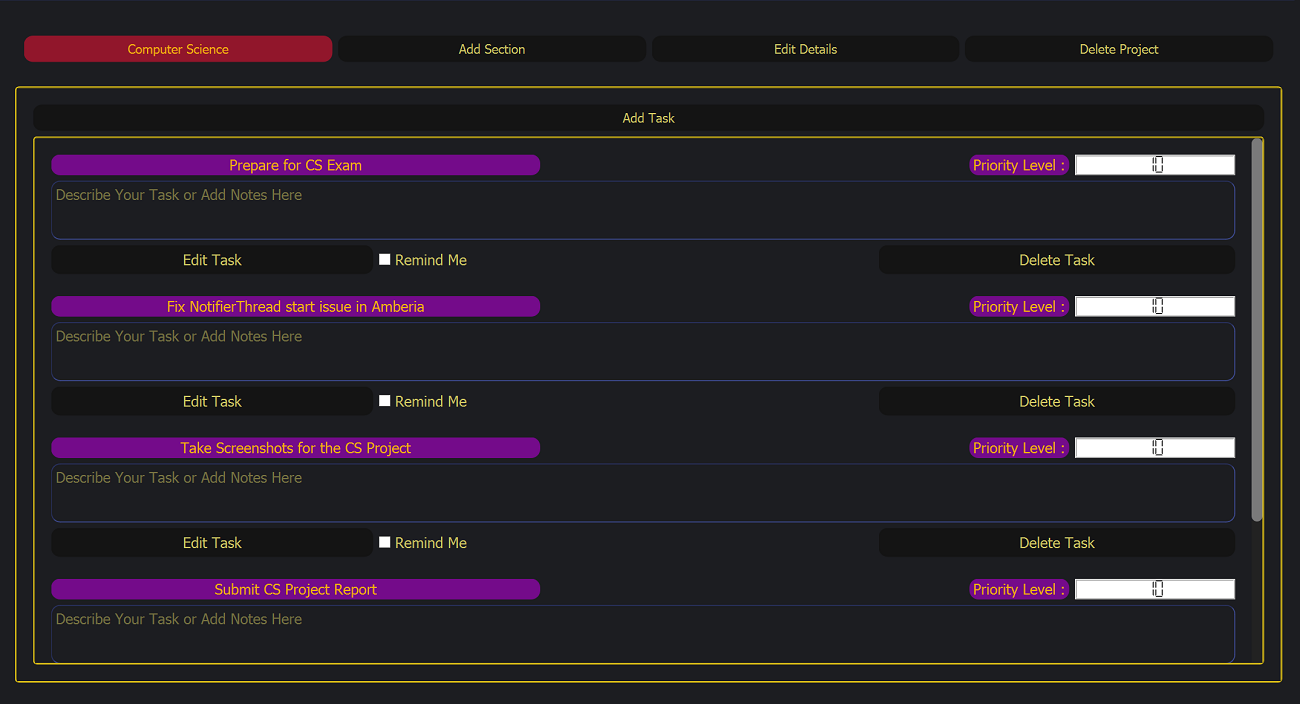 Computer Science Add Section Edit Details Delete Project
Add Task
Prepare for CS Exam Priority Level : 10
Describe Your Task or Add Notes Here
Edit Task Remind Me Delete Task
Fix NotifierThread start issue in Amberia Priority Level : 10
Describe Your Task or Add Notes Here
Edit Task Remind Me Delete Task
Take Screenshots for the CS Project Priority Level : 10
Describe Your Task or Add Notes Here
Edit Task Remind Me Delete Task
Submit CS Project Report Priority Level : 10
Describe Your Task or Add Notes Here